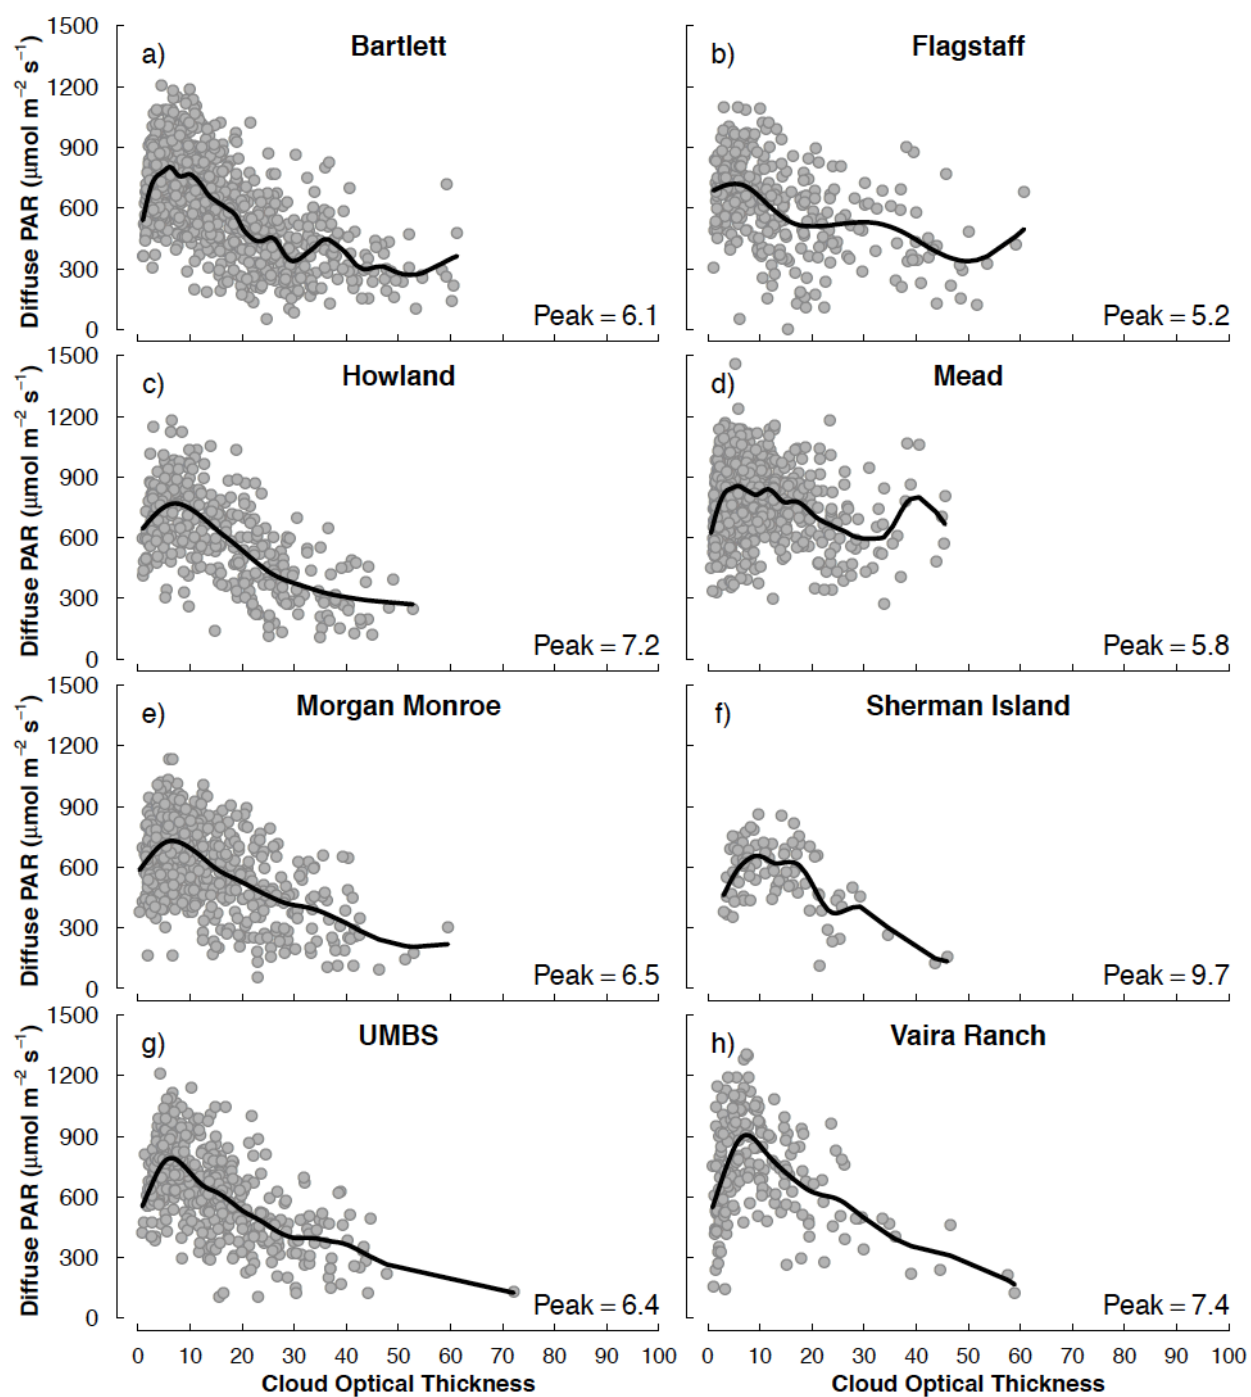 a) Bartlett
b) Flagstaff
Diffuse PAR (μmol m⁻² s⁻¹)
1500
1200
900
600
300
0
Peak = 6.1
Peak = 5.2
c) Howland
d) Mead
Diffuse PAR (μmol m⁻² s⁻¹)
1500
1200
900
600
300
0
Peak = 7.2
Peak = 5.8
e) Morgan Monroe
f) Sherman Island
Diffuse PAR (μmol m⁻² s⁻¹)
1500
1200
900
600
300
0
Peak = 6.5
Peak = 9.7
g) UMBS
h) Vaira Ranch
Diffuse PAR (μmol m⁻² s⁻¹)
1500
1200
900
600
300
0
Peak = 6.4
Peak = 7.4
0 10 20 30 40 50 60 70 80 90 100
0 10 20 30 40 50 60 70 80 90 100
Cloud Optical Thickness
Cloud Optical Thickness